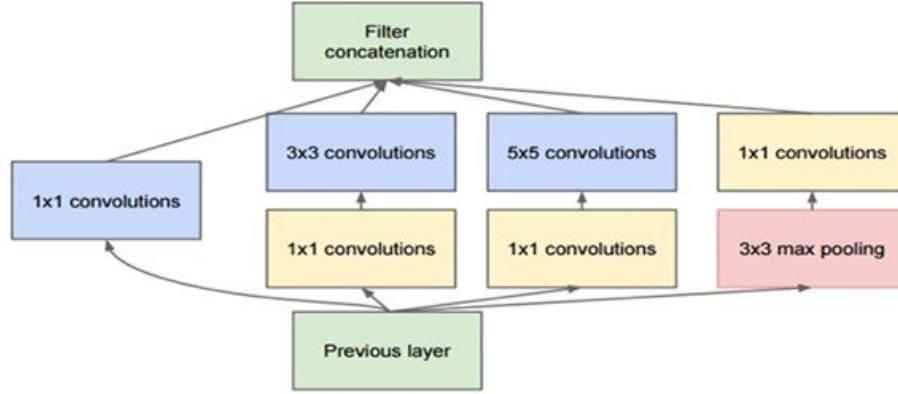 Filter
concatenation
3x3 convolutions
5x5 convolutions
1x1 convolutions
1x1 convolutions
1x1 convolutions
1x1 convolutions
3x3 max pooling
Previous layer